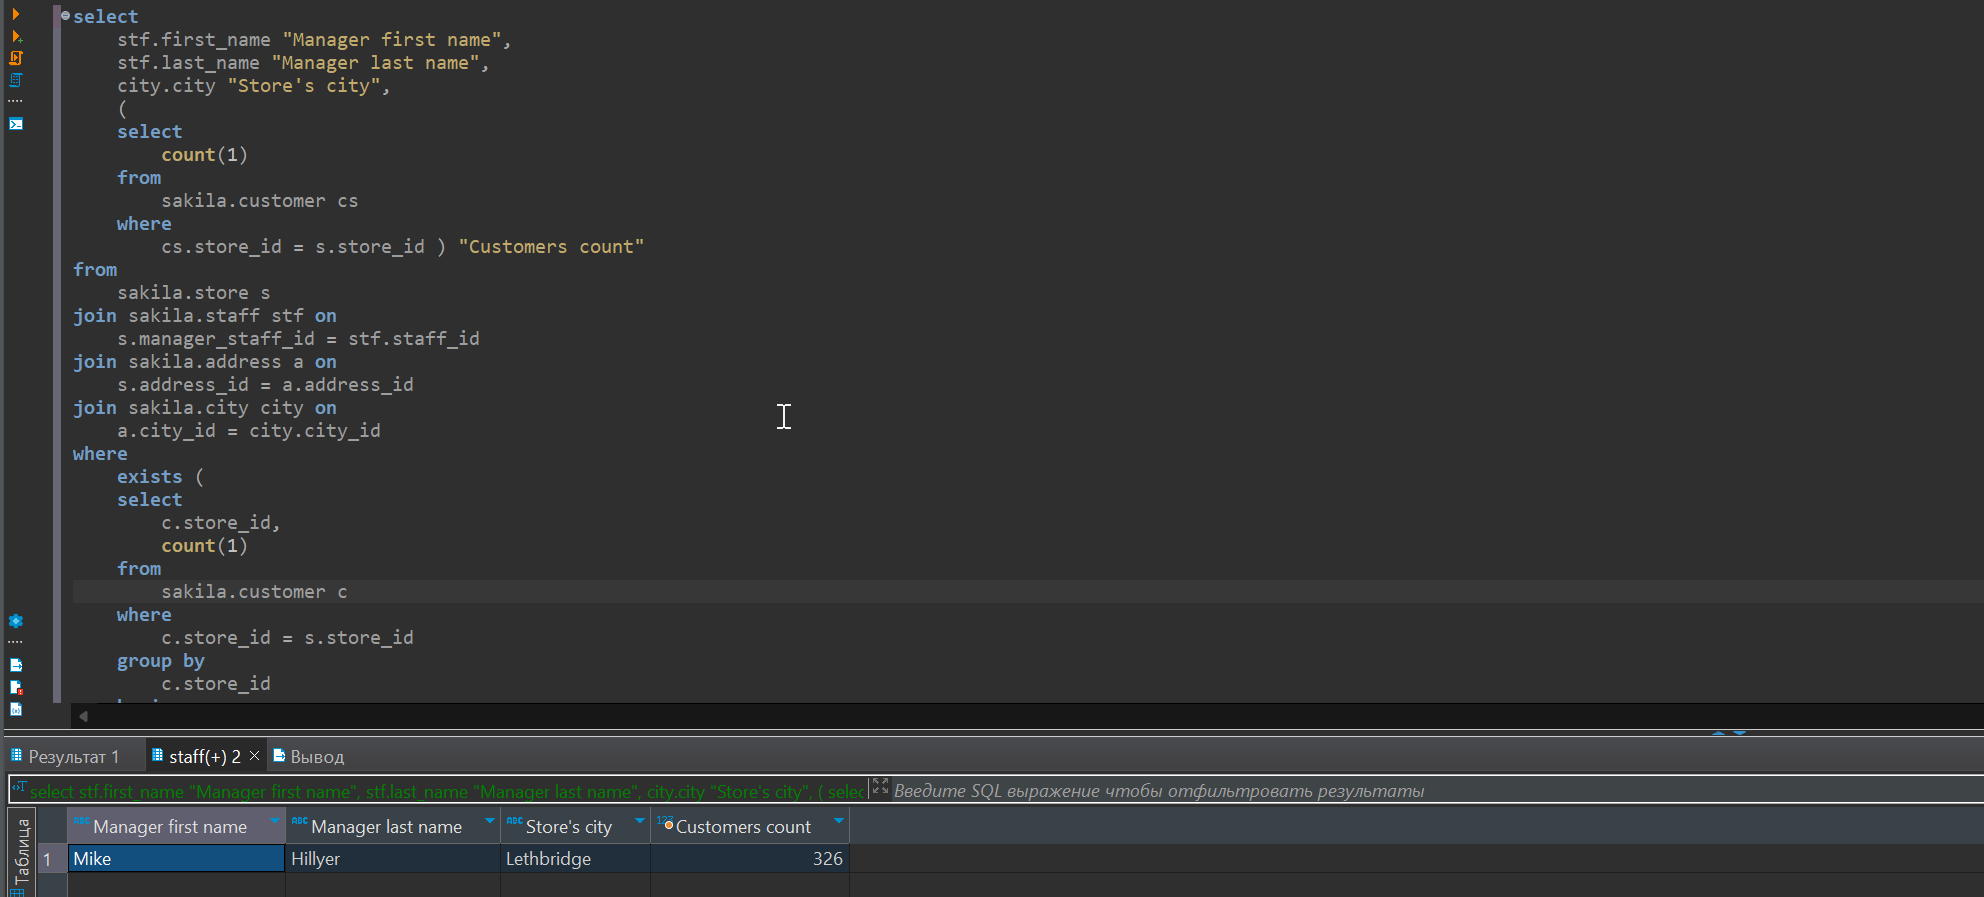 select
stf.first_name "Manager first name",
stf.last_name "Manager last name",
city.city "Store's city",
(
select
count(1)
from
sakila.customer cs
where
cs.store_id = s.store_id ) "Customers count"
from
sakila.store s
join sakila.staff stf on
s.manager_staff_id = stf.staff_id
join sakila.address a on
s.address_id = a.address_id
join sakila.city city on
a.city_id = city.city_id
where
exists (
select
c.store_id,
count(1)
from
sakila.customer c
where
c.store_id = s.store_id
group by
c.store_id
Результат 1 staff(+) 2 Вывод
select stf.first_name "Manager first name", stf.last_name "Manager last name", city.city "Store's city", ( selec Введите SQL выражение чтобы отфильтровать результаты
Таблица
ABC Manager first name ABC Manager last name ABC Store's city 123 Customers count
1 Mike Hillyer Lethbridge 326